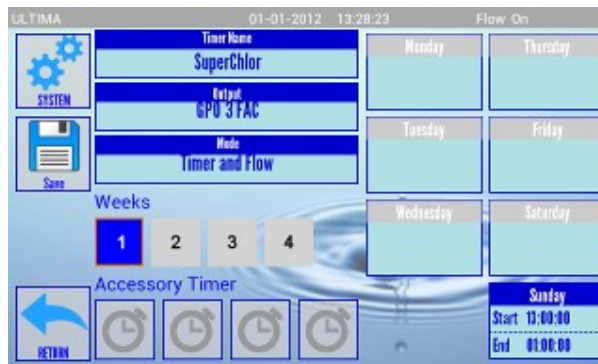 ULTIMA 01-01-2012 13:28:23 Flow On
SYSTEM
Save
RETURN
Timer Name
SuperChlor
Output
GPO 3 FAC
Mode
Timer and Flow
Weeks
1 2 3 4
Accessory Timer
Monday
Tuesday
Wednesday
Thursday
Friday
Saturday
Sunday
Start 13:00:00
End 01:00:00